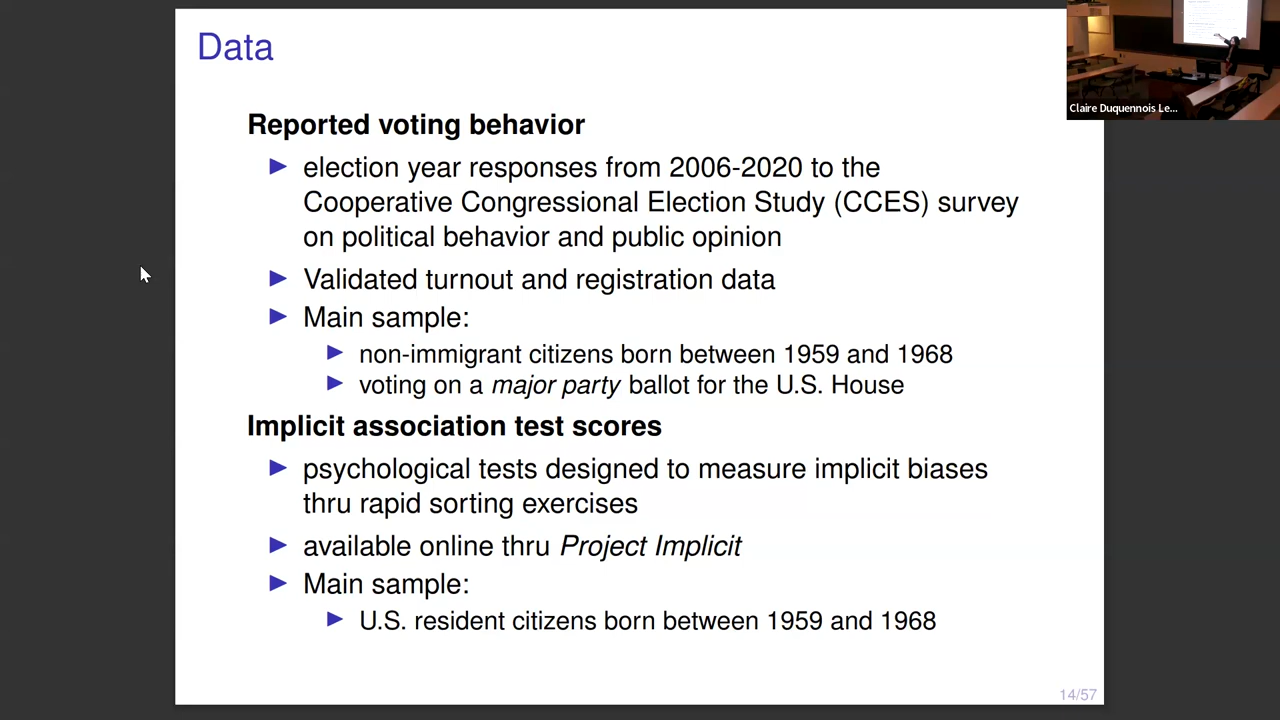 Data
Reported voting behavior
election year responses from 2006-2020 to the
Cooperative Congressional Election Study (CCES) survey
on political behavior and public opinion
Validated turnout and registration data
Main sample:
non-immigrant citizens born between 1959 and 1968
voting on a major party ballot for the U.S. House
Implicit association test scores
psychological tests designed to measure implicit biases
thru rapid sorting exercises
available online thru Project Implicit
Main sample:
U.S. resident citizens born between 1959 and 1968
14/57
Claire Duquennois Le...